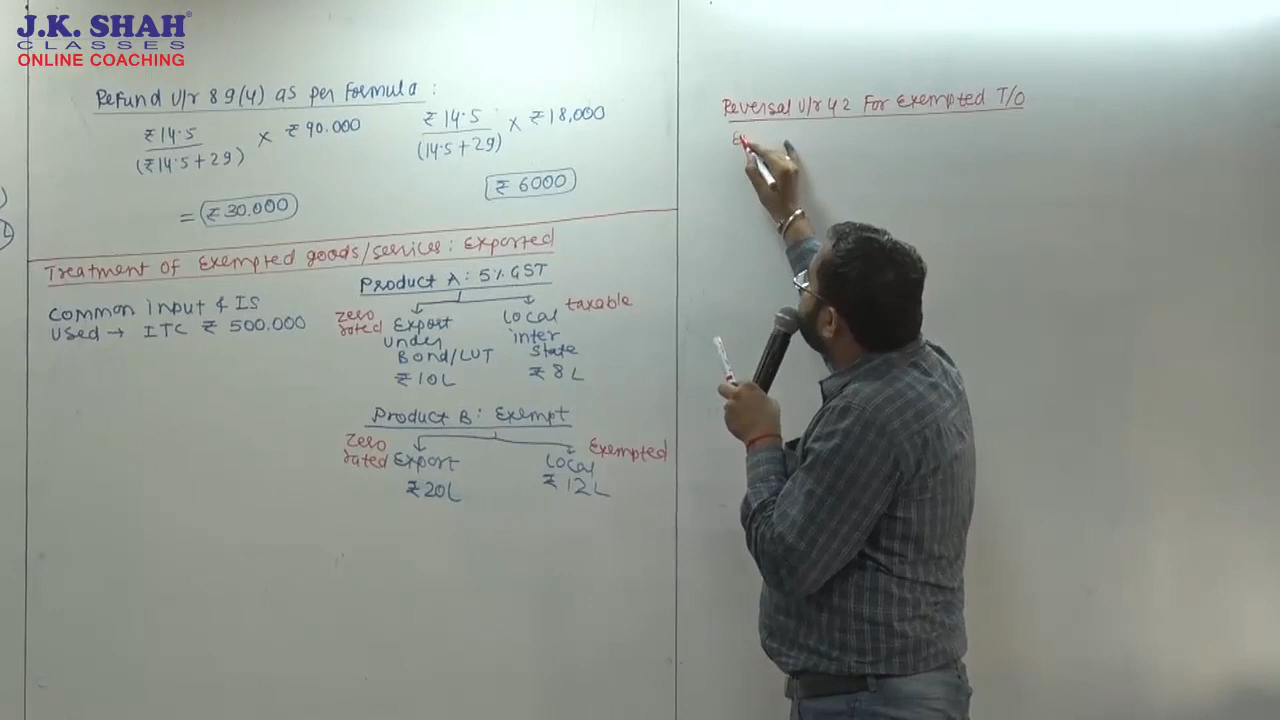 J.K. SHAH®
CLASSES
ONLINE COACHING
Refund U/r 89(4) as per Formula :
₹14.5 / (₹14.5+29) × ₹90.000
= ₹30.000
₹14.5 / (14.5+29) × ₹18,000
₹6000
Treatment of Exempted goods/services: Exported
Common Input & IS
Used → ITC ₹ 500,000
Product A: 5% GST
zero
rated
Export
Under
Bond/LUT
₹10L
Local
inter
State
₹ 8L
taxable
Product B: Exempt
zero
rated
Export
₹20L
Local
₹ 12L
Exempted
Reversal U/r 42 For Exempted T/O